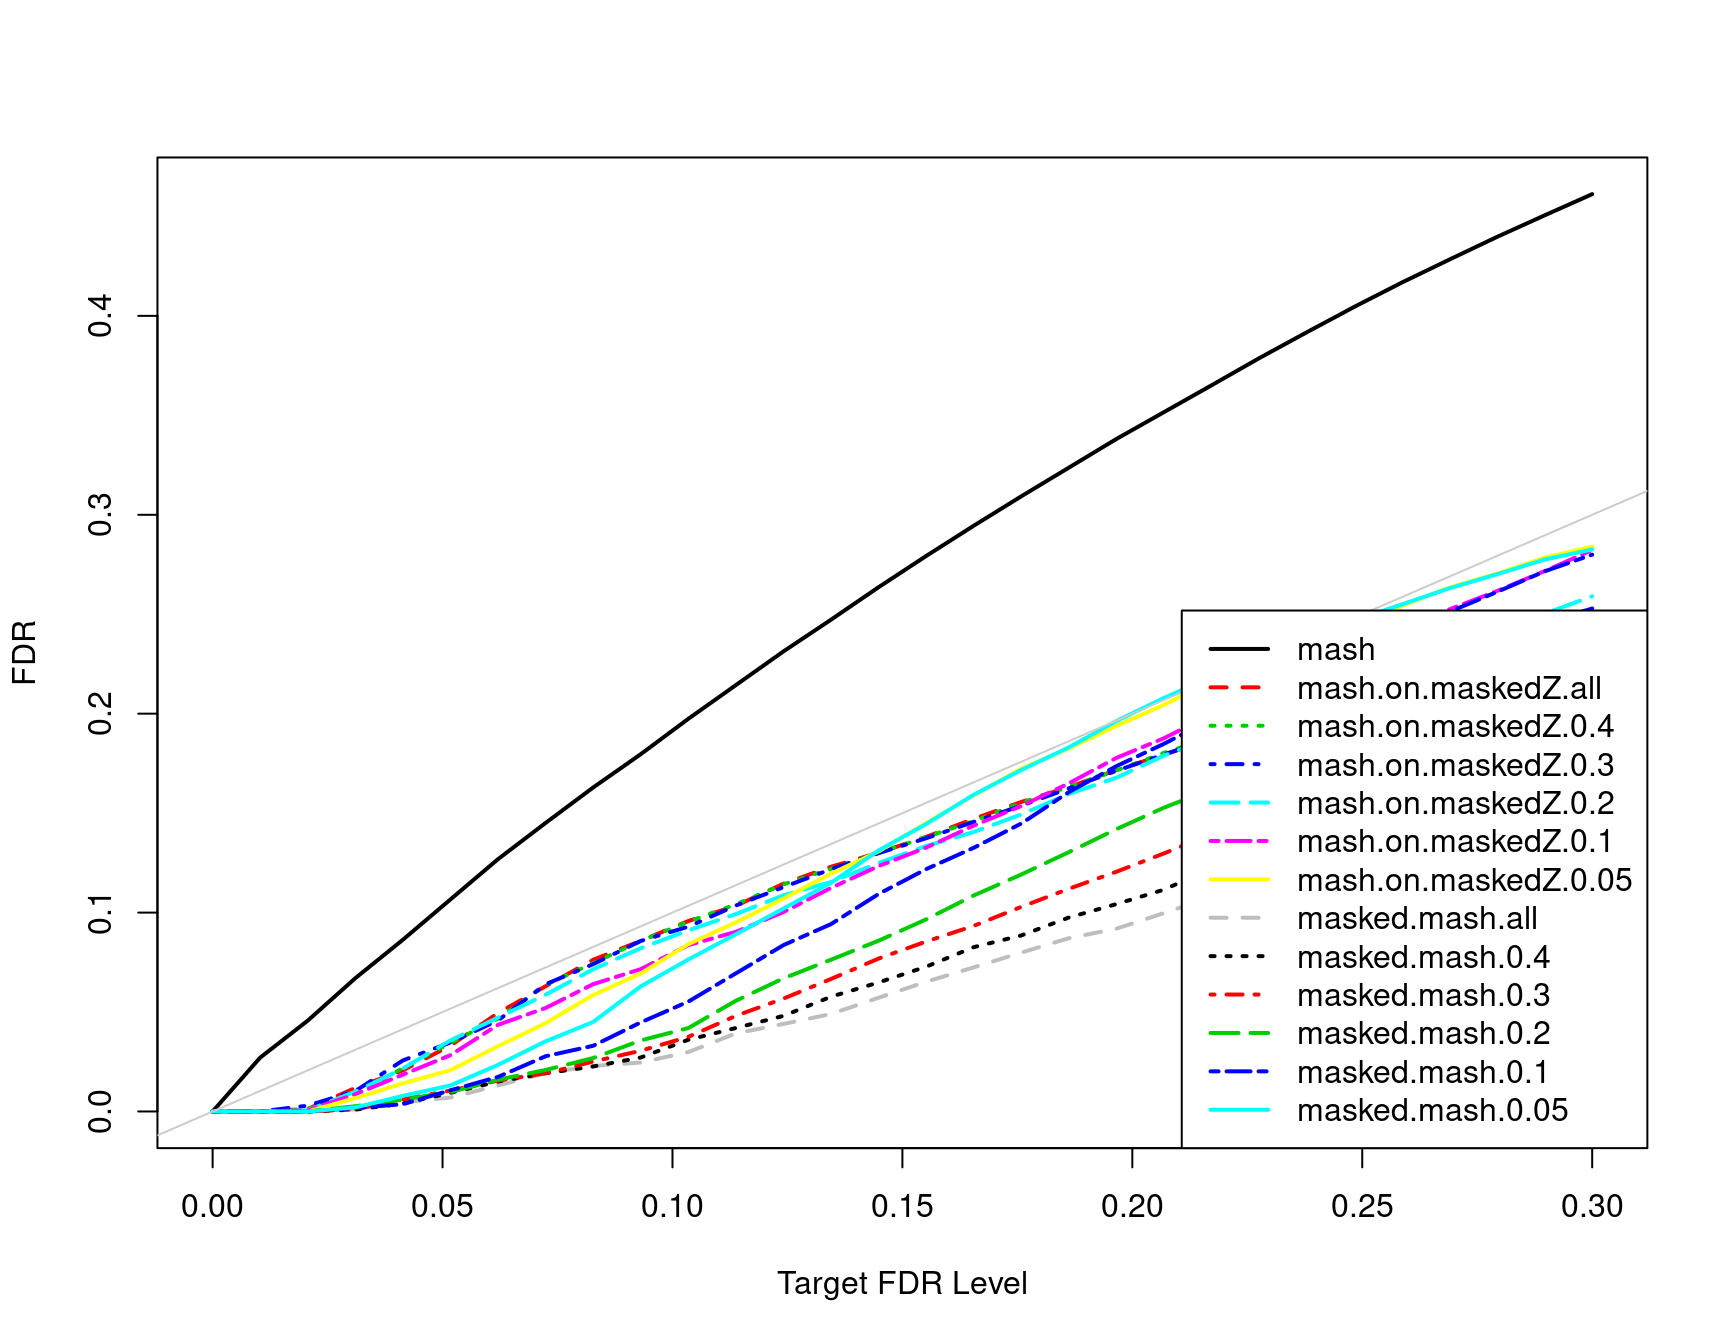 0.4
0.3
0.2
0.1
0.0
FDR
mash
mash.on.maskedZ.all
mash.on.maskedZ.0.4
mash.on.maskedZ.0.3
mash.on.maskedZ.0.2
mash.on.maskedZ.0.1
mash.on.maskedZ.0.05
masked.mash.all
masked.mash.0.4
masked.mash.0.3
masked.mash.0.2
masked.mash.0.1
masked.mash.0.05
0.00 0.05 0.10 0.15 0.20 0.25 0.30
Target FDR Level